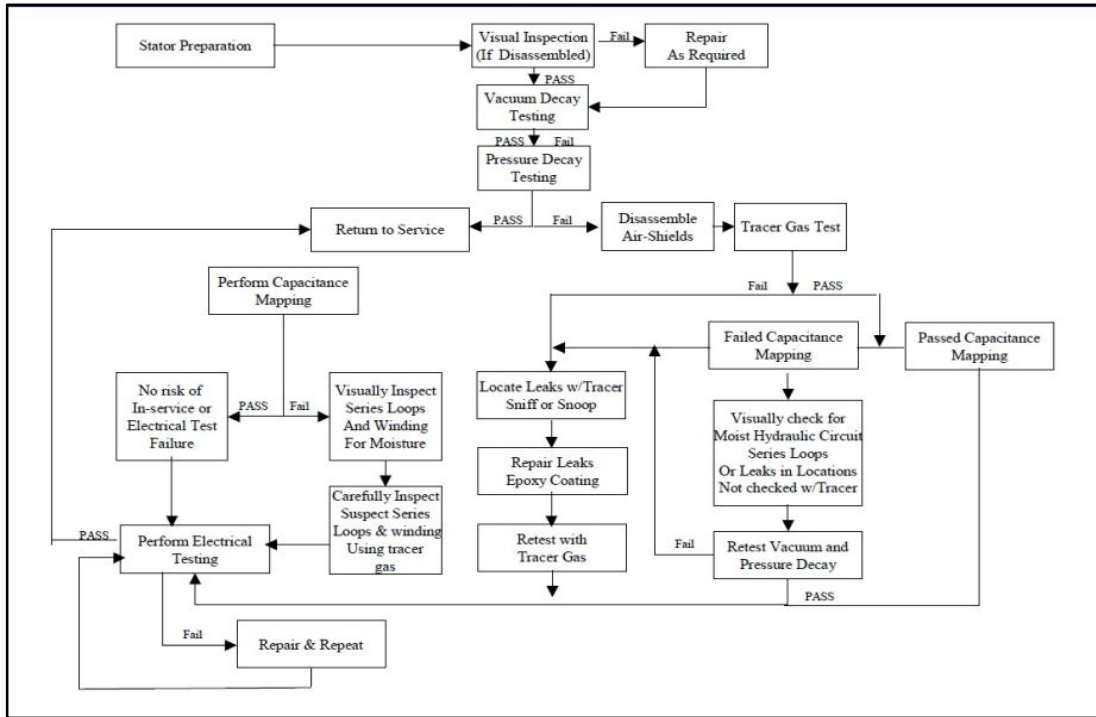 Stator Preparation
Visual Inspection
(If Disassembled)
Fail
Repair
As Required
PASS
Vacuum Decay
Testing
PASS
Fail
Pressure Decay
Testing
Return to Service
PASS
Fail
Disassemble
Air-Shields
Tracer Gas Test
Perform Capacitance
Mapping
Fail
PASS
Failed Capacitance
Mapping
Passed Capacitance
Mapping
No risk of
In-service or
Electrical Test
Failure
PASS
Fail
Visually Inspect
Series Loops
And Winding
For Moisture
Locate Leaks w/Tracer
Sniff or Snoop
Visually check for
Moist Hydraulic Circuit
Series Loops
Or Leaks in Locations
Not checked w/Tracer
Repair Leaks
Epoxy Coating
Carefully Inspect
Suspect Series
Loops & winding
Using tracer
gas
PASS
Perform Electrical
Testing
Retest with
Tracer Gas
Fail
Retest Vacuum and
Pressure Decay
PASS
Fail
Repair & Repeat